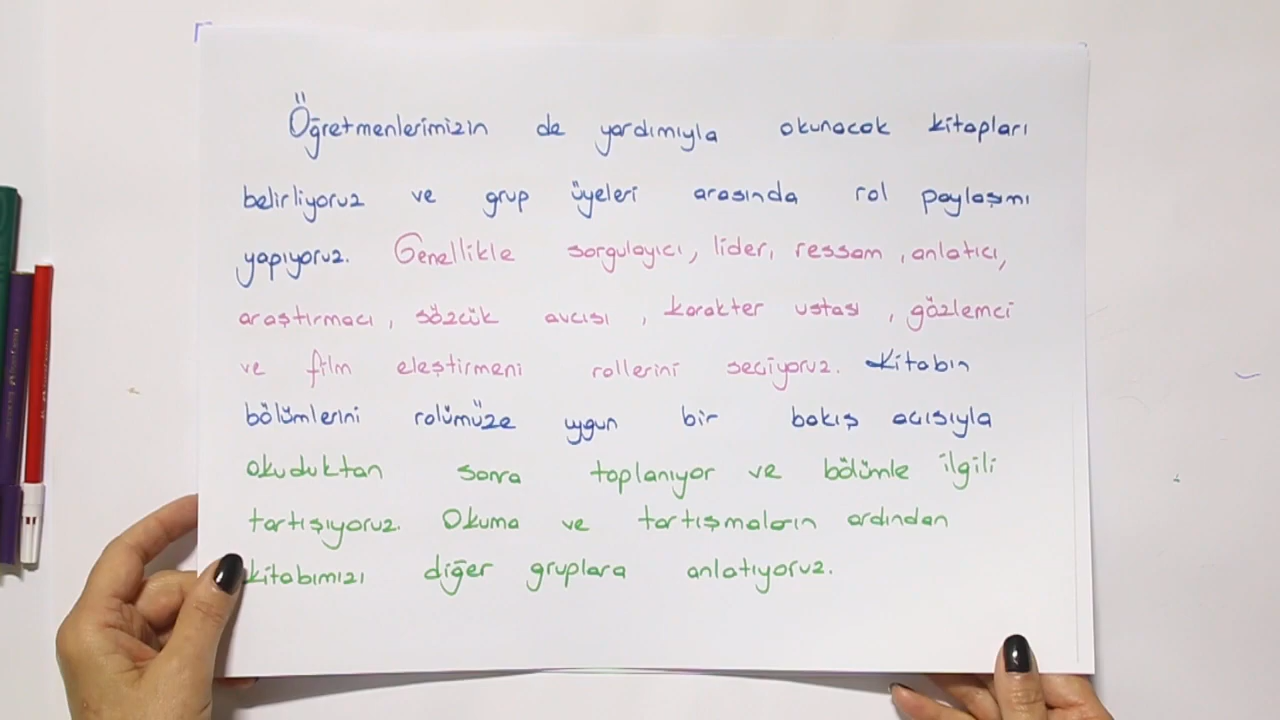 Öğretmenlerimizin de yardımıyla okunacak kitapları
belirliyoruz ve grup üyeleri arasında rol paylaşımı
yapıyoruz. Genellikle sorgulayıcı, lider, ressam, anlatıcı,
araştırmacı, sözcük avcısı, karakter ustası, gözlemci
ve film eleştirmeni rollerini seçiyoruz. Kitabın
bölümlerini rolümüze uygun bir bakış açısıyla
okuduktan sonra toplanıyor ve bölümle ilgili
tartışıyoruz. Okuma ve tartışmaların ardından
kitabımızı diğer gruplara anlatıyoruz.